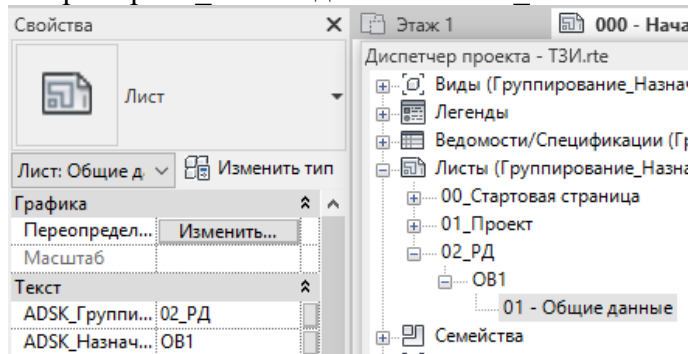 Свойства
Лист
Лист: Общие д
Изменить тип
Графика
Переопредел... Изменить...
Масштаб
Текст
ADSK_Группи... 02_РД
ADSK_Назнач... ОВ1
Этаж 1
000 - Нача
Диспетчер проекта - ТЗИ.rte
Виды (Группирование_Назнач
Легенды
Ведомости/Спецификации (Гр
Листы (Группирование_Назна
00_Стартовая страница
01_Проект
02_РД
ОВ1
01 - Общие данные
Семейства